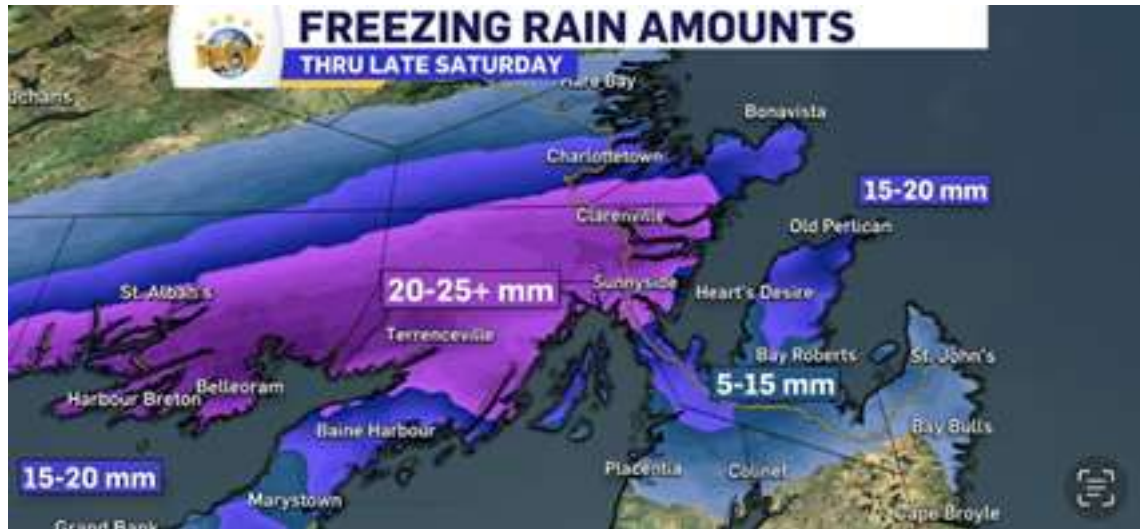 FREEZING RAIN AMOUNTS
THRU LATE SATURDAY
Bay
Bonavista
Charlottetown
15-20 mm
Clarenville
Old Perlican
St. Alban's
20-25+ mm
Sunnyside
Heart's Desire
Terrenceville
Bay Roberts
St. John's
Belleoram
5-15 mm
Harbour Breton
Baine Harbour
Bay Bulls
15-20 mm
Placentia
Colinet
Marystown
Cape Broyle
Grand Bank